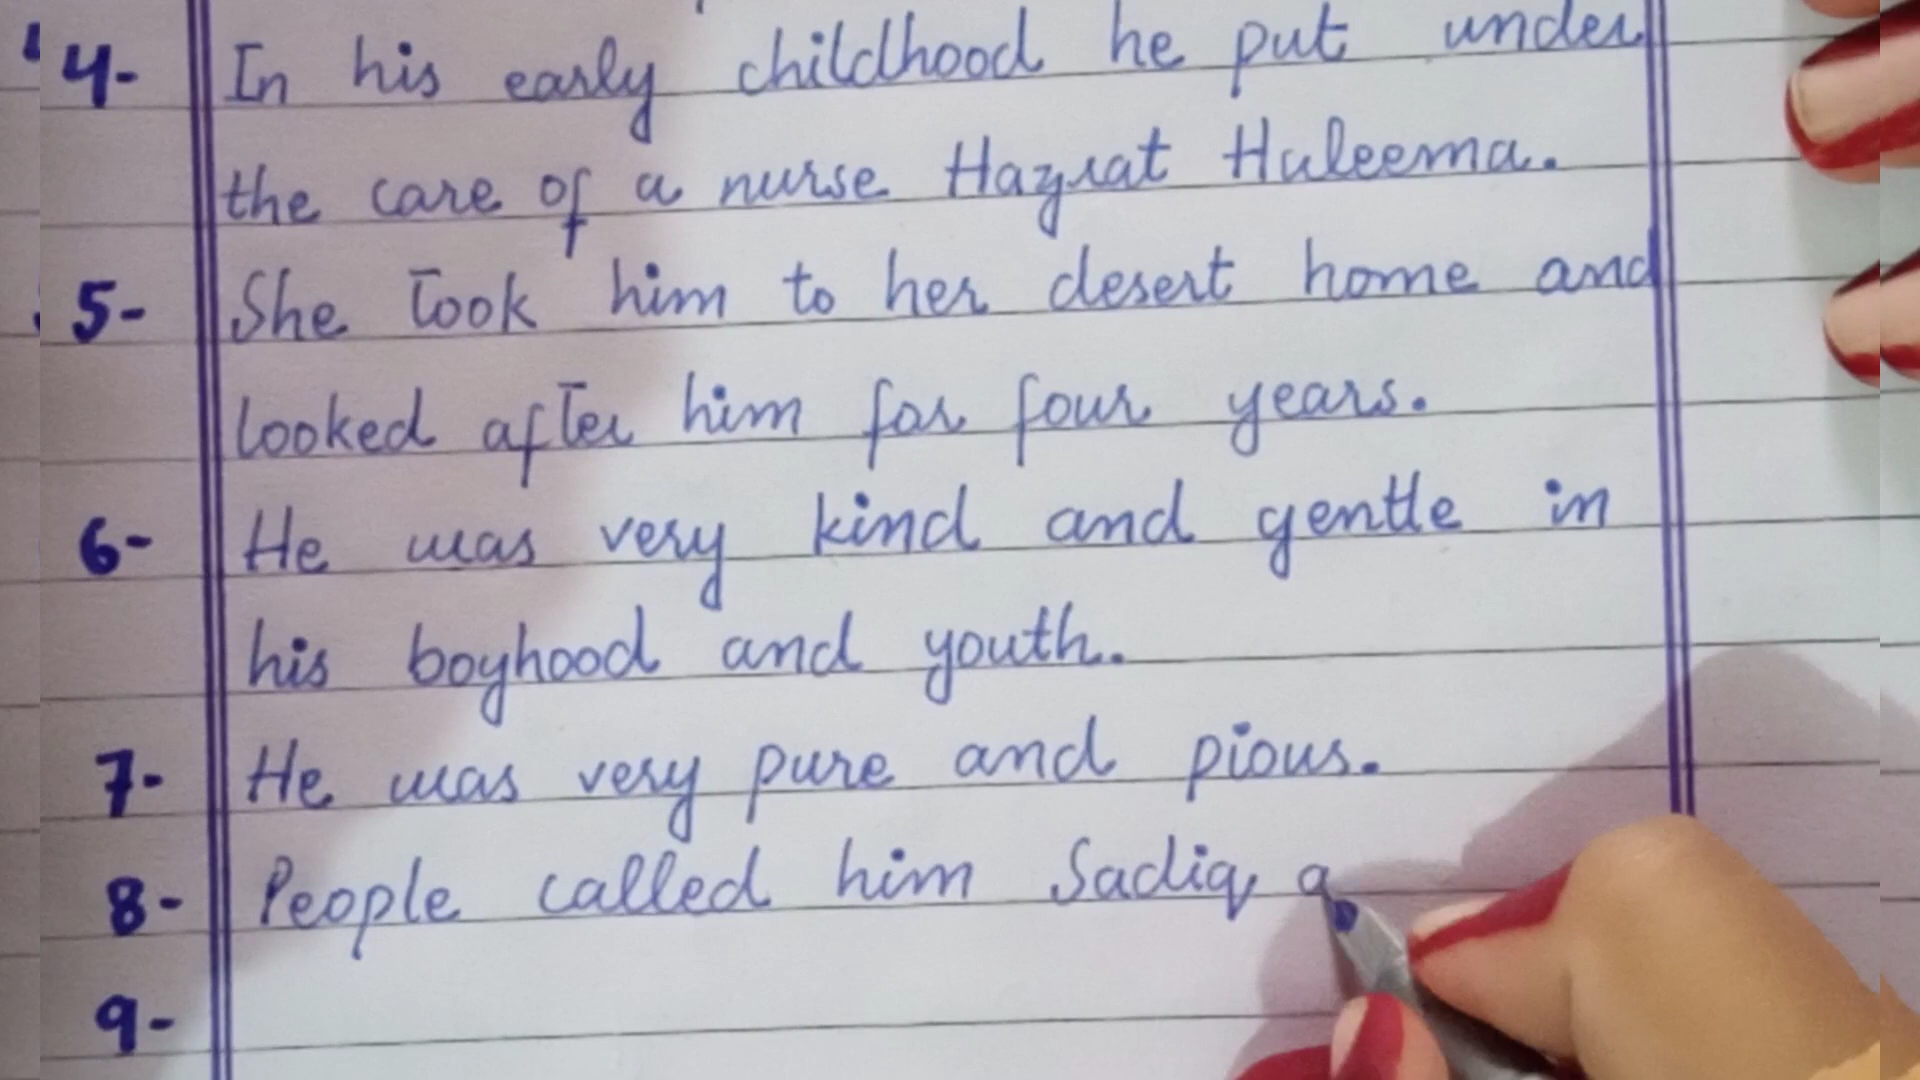 4- In his early childhood he put under
the care of a nurse Hazrat Haleema.
5- She took him to her desert home and
looked after him for four years.
6- He was very kind and gentle in
his boyhood and youth.
7- He was very pure and pious.
8- People called him Sadiq a
9-